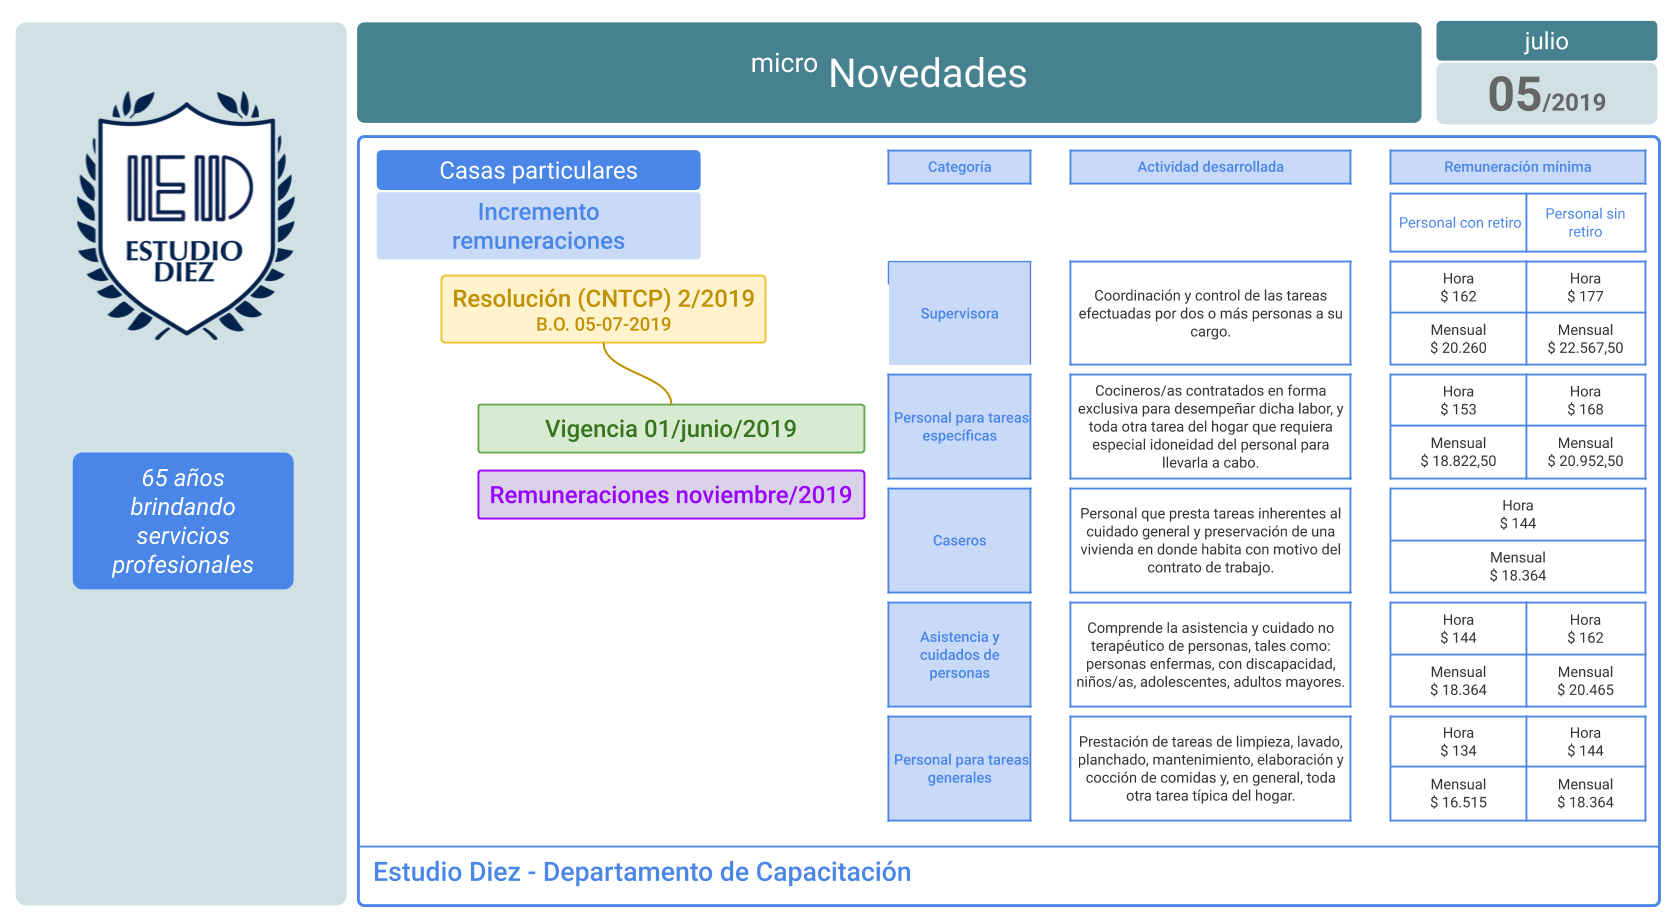 micro Novedades
julio
05/2019
ED
ESTUDIO
DIEZ
65 años
brindando
servicios
profesionales
Casas particulares
Incremento
remuneraciones
Resolución (CNTCP) 2/2019
B.O. 05-07-2019
Vigencia 01/junio/2019
Remuneraciones noviembre/2019
Categoría
Actividad desarrollada
Remuneración mínima
Personal con retiro
Personal sin
retiro
Supervisora
Coordinación y control de las tareas
efectuadas por dos o más personas a su
cargo.
Hora
$ 162
Hora
$ 177
Mensual
$ 20.260
Mensual
$ 22.567,50
Personal para tareas
específicas
Cocineros/as contratados en forma
exclusiva para desempeñar dicha labor, y
toda otra tarea del hogar que requiera
especial idoneidad del personal para
llevarla a cabo.
Hora
$ 153
Hora
$ 168
Mensual
$ 18.822,50
Mensual
$ 20.952,50
Caseros
Personal que presta tareas inherentes al
cuidado general y preservación de una
vivienda en donde habita con motivo del
contrato de trabajo.
Hora
$ 144
Mensual
$ 18.364
Asistencia y
cuidados de
personas
Comprende la asistencia y cuidado no
terapéutico de personas, tales como:
personas enfermas, con discapacidad,
niños/as, adolescentes, adultos mayores.
Hora
$ 144
Hora
$ 162
Mensual
$ 18.364
Mensual
$ 20.465
Personal para tareas
generales
Prestación de tareas de limpieza, lavado,
planchado, mantenimiento, elaboración y
cocción de comidas y, en general, toda
otra tarea típica del hogar.
Hora
$ 134
Hora
$ 144
Mensual
$ 16.515
Mensual
$ 18.364
Estudio Diez - Departamento de Capacitación